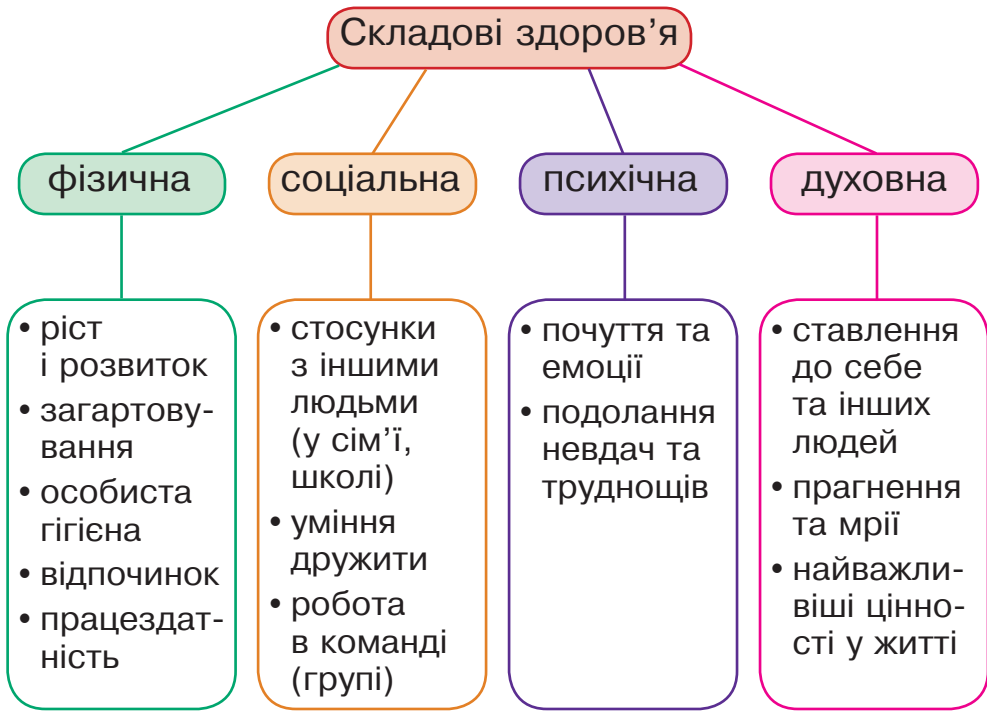 Складові здоров’я
фізична
соціальна
психічна
духовна
• ріст
і розвиток
• загартову-
вання
• особиста
гігієна
• відпочинок
• працездат-
ність
• стосунки
з іншими
людьми
(у сім’ї,
школі)
• уміння
дружити
• робота
в команді
(групі)
• почуття та
емоції
• подолання
невдач та
труднощів
• ставлення
до себе
та інших
людей
• прагнення
та мрії
• найважли-
віші цінно-
сті у житті